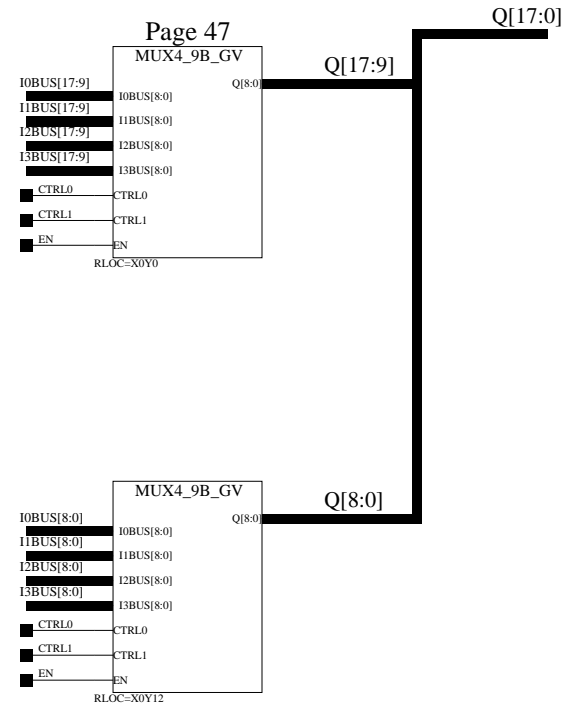 Q[17:0]
Page 47
MUX4_9B_GV
Q[17:9]
I0BUS[17:9]
Q[8:0]
I0BUS[8:0]
I1BUS[17:9]
I1BUS[8:0]
I2BUS[17:9]
I2BUS[8:0]
I3BUS[17:9]
I3BUS[8:0]
CTRL0
CTRL0
CTRL1
CTRL1
EN
EN
RLOC=X0Y0
MUX4_9B_GV
Q[8:0]
I0BUS[8:0]
Q[8:0]
I0BUS[8:0]
I1BUS[8:0]
I1BUS[8:0]
I2BUS[8:0]
I2BUS[8:0]
I3BUS[8:0]
I3BUS[8:0]
CTRL0
CTRL0
CTRL1
CTRL1
EN
EN
RLOC=X0Y12